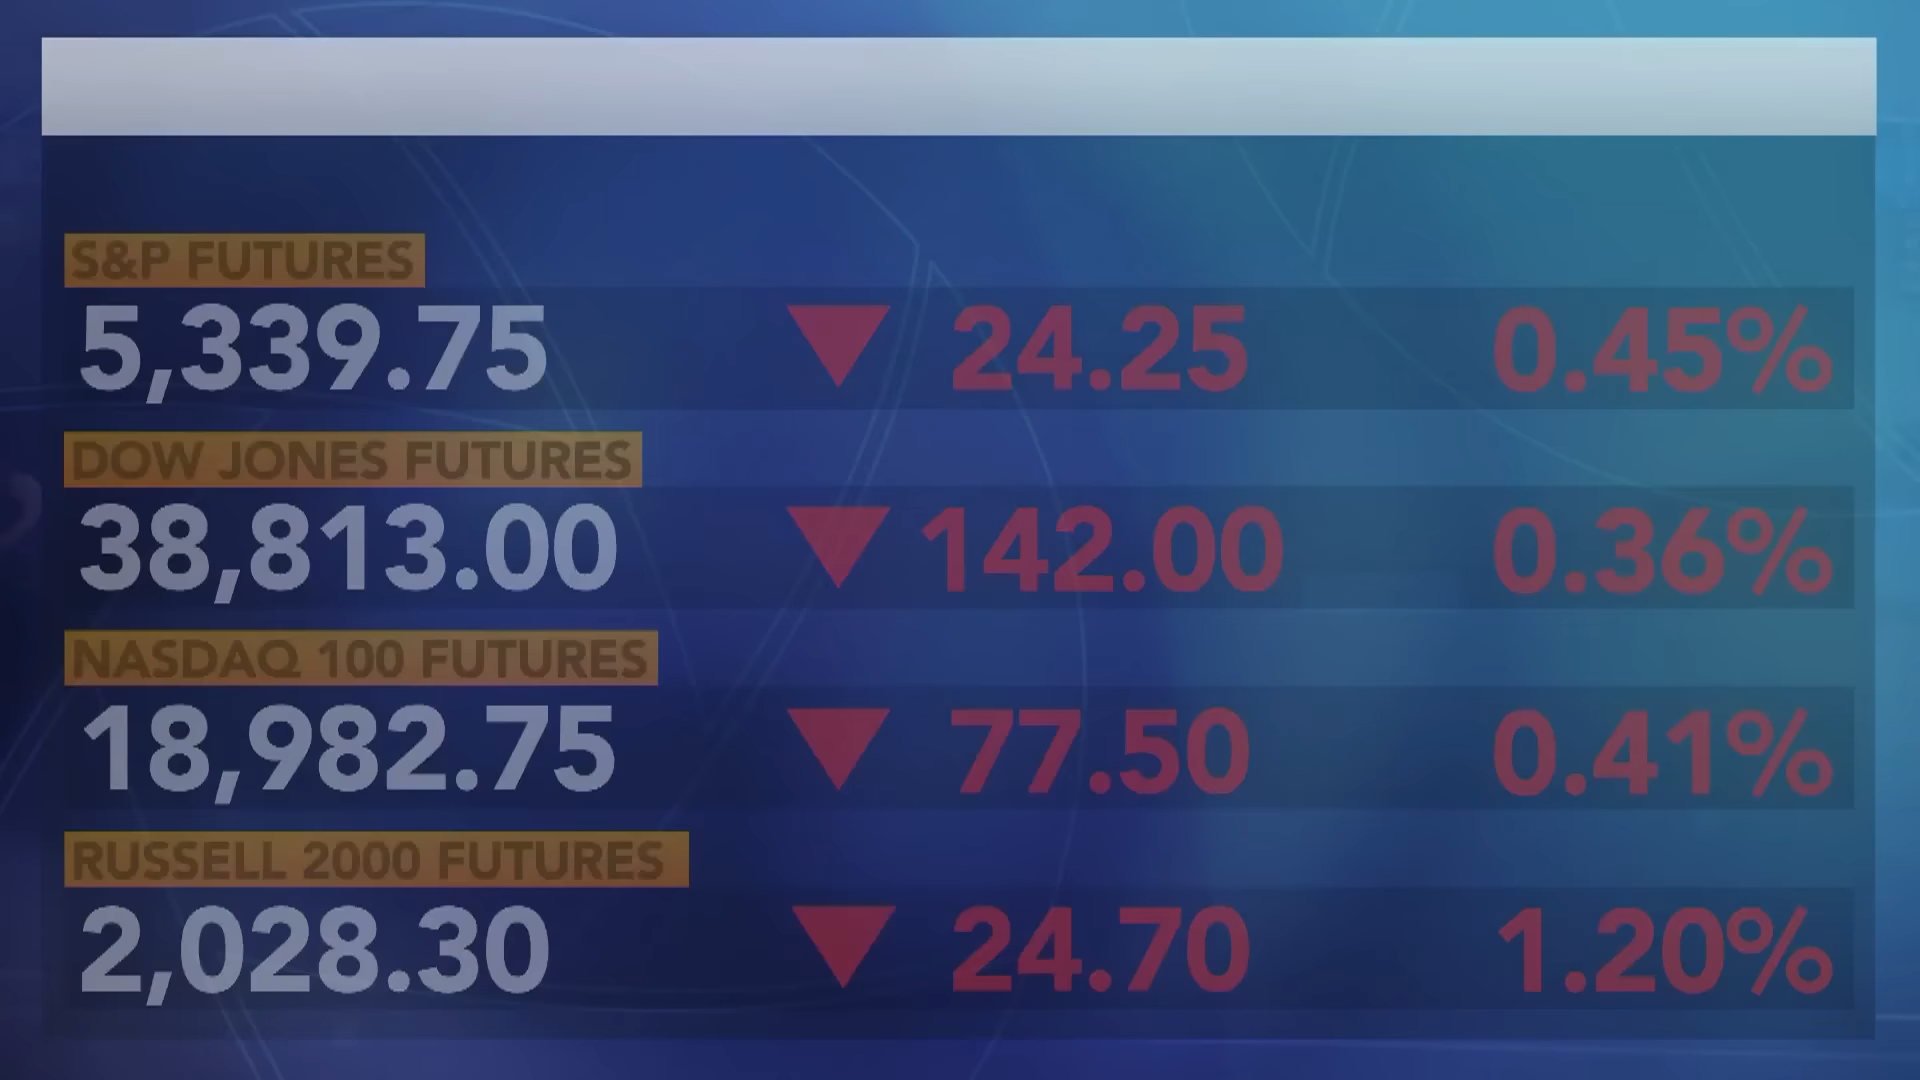 S&P FUTURES
5,339.75 ▼ 24.25 0.45%
DOW JONES FUTURES
38,813.00 ▼ 142.00 0.36%
NASDAQ 100 FUTURES
18,982.75 ▼ 77.50 0.41%
RUSSELL 2000 FUTURES
2,028.30 ▼ 24.70 1.20%